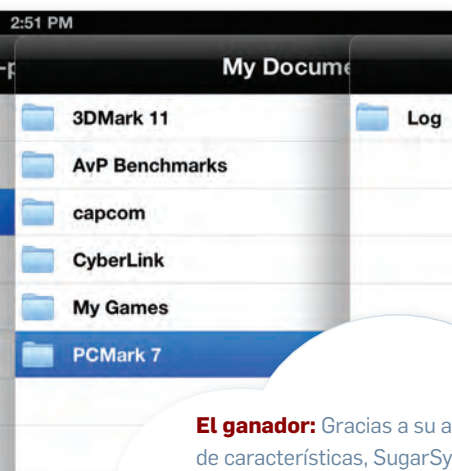 2:51 PM
My Docume
Log
3DMark 11
AvP Benchmarks
capcom
CyberLink
My Games
PCMark 7
El ganador: Gracias a su a
de características, SugarSy